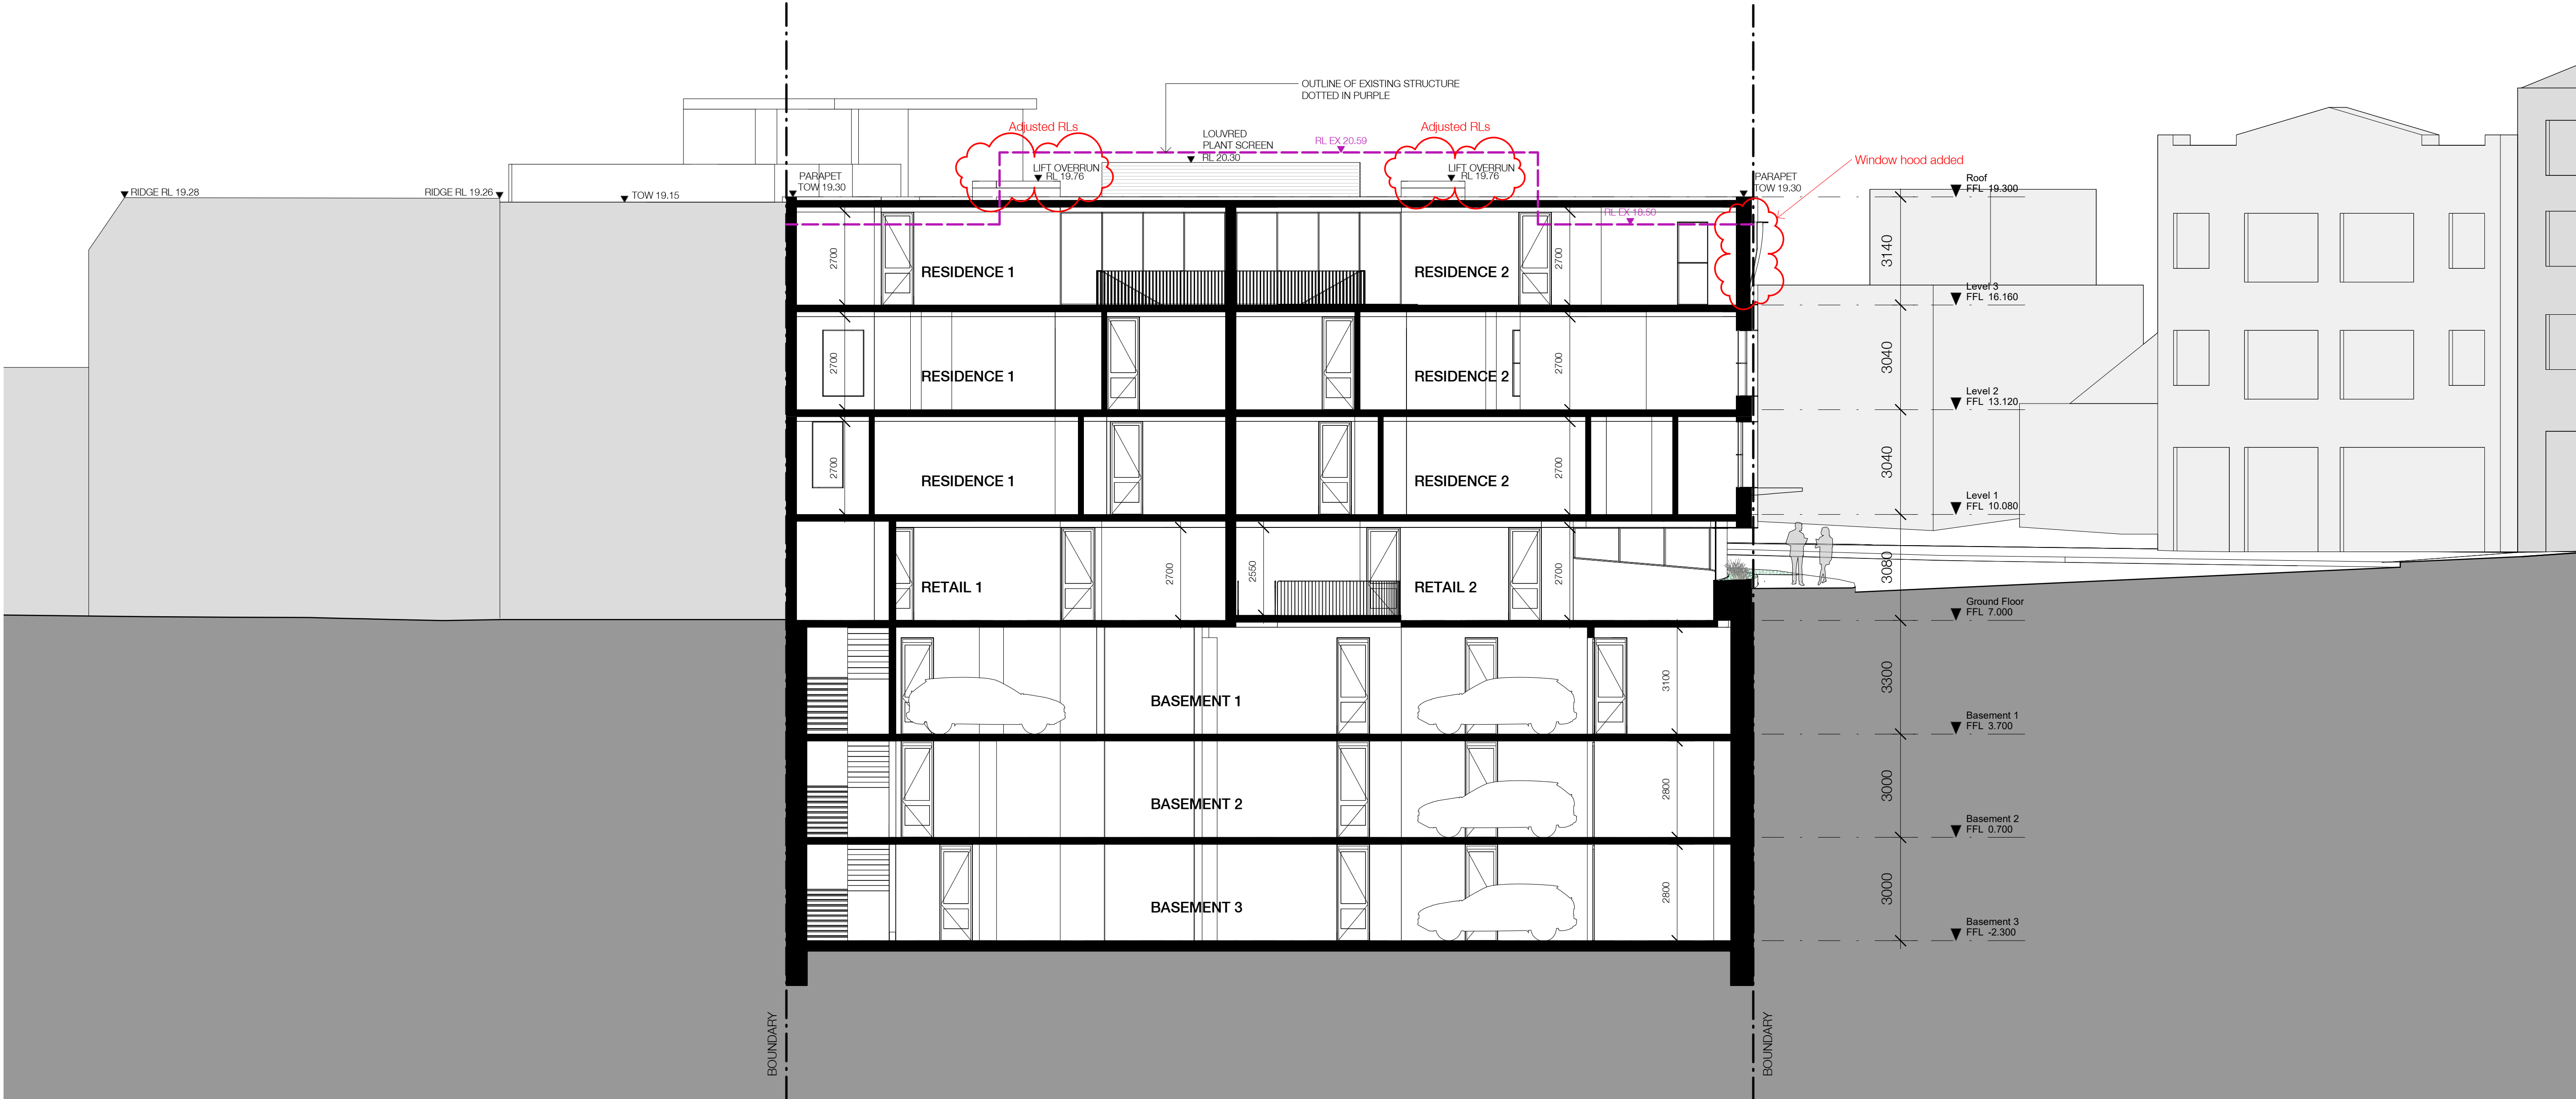 OUTLINE OF EXISTING STRUCTURE
DOTTED IN PURPLE
Adjusted RLs
Adjusted RLs
LOUVRED
PLANT SCREEN
RL 20.30
RL EX 20.59
LIFT OVERRUN
RL 19.76
LIFT OVERRUN
RL 19.76
Window hood added
RIDGE RL 19.28
RIDGE RL 19.26
TOW 19.15
PARAPET
TOW 19.30
PARAPET
TOW 19.30
Roof
FFL 19.300
RL EX 18.50
2700
RESIDENCE 1
RESIDENCE 2
2700
3140
Level 3
FFL 16.160
2700
RESIDENCE 1
RESIDENCE 2
2700
3040
Level 2
FFL 13.120
2700
RESIDENCE 1
RESIDENCE 2
2700
3040
Level 1
FFL 10.080
RETAIL 1
2700
2550
RETAIL 2
2700
3080
Ground Floor
FFL 7.000
BASEMENT 1
3100
3300
Basement 1
FFL 3.700
BASEMENT 2
2800
3000
Basement 2
FFL 0.700
BASEMENT 3
2800
3000
Basement 3
FFL -2.300
BOUNDARY
BOUNDARY